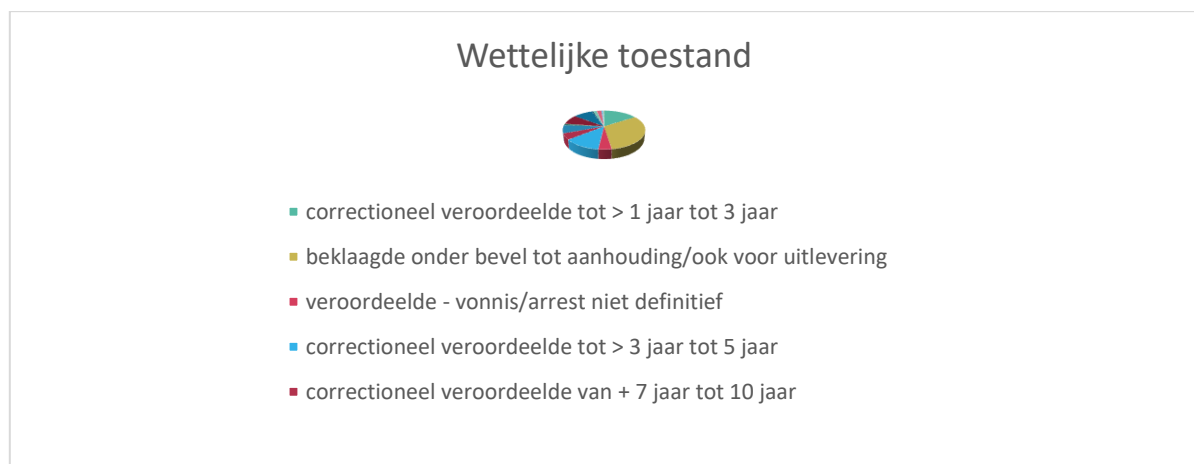 Wettelijke toestand
correctioneel veroordeelde tot > 1 jaar tot 3 jaar
beklaagde onder bevel tot aanhouding/ook voor uitlevering
veroordeelde - vonnis/arrest niet definitief
correctioneel veroordeelde tot > 3 jaar tot 5 jaar
correctioneel veroordeelde van + 7 jaar tot 10 jaar